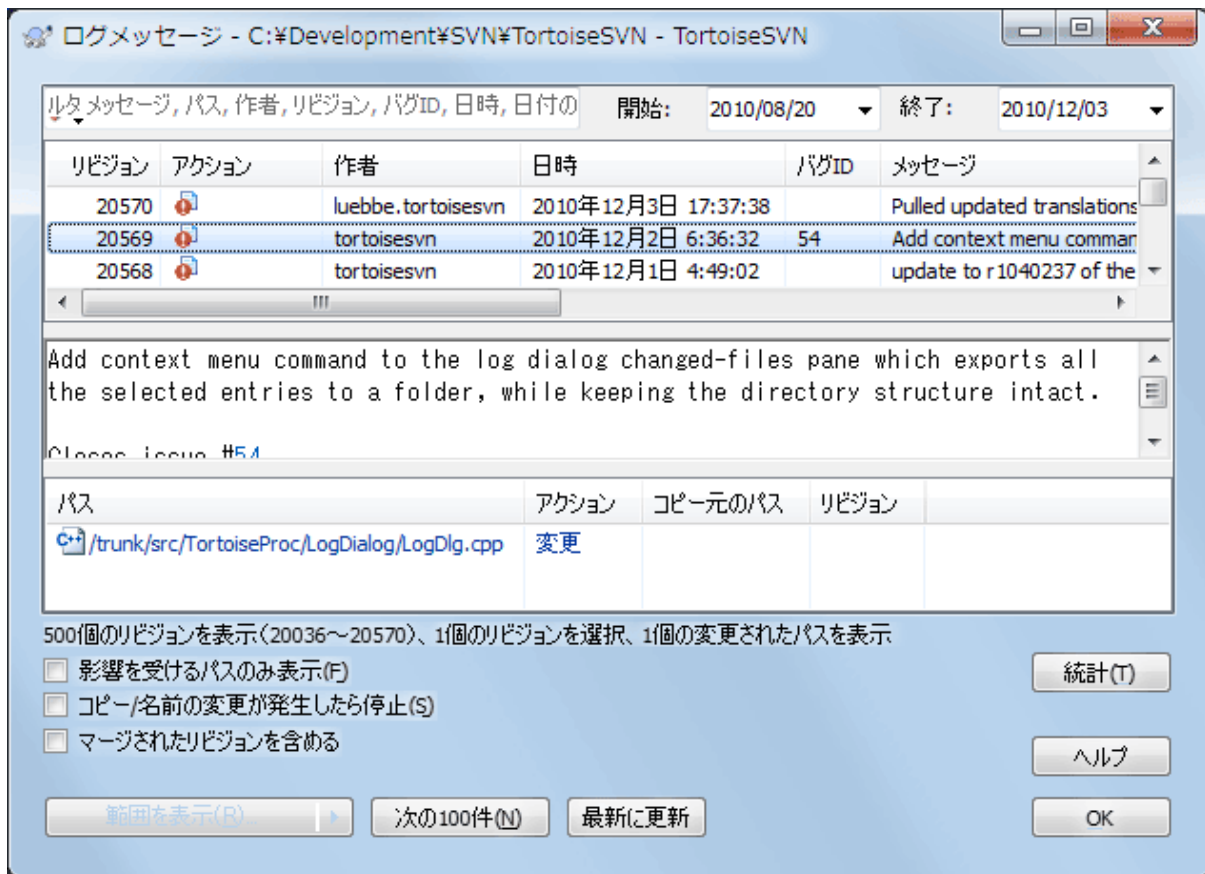 ログメッセージ - C:¥Development¥SVN¥TortoiseSVN - TortoiseSVN
ルタ メッセージ, パス, 作者, リビジョン, バグID, 日時, 日付の 開始: 2010/08/20 終了: 2010/12/03
リビジョン アクション 作者 日時 バグID メッセージ
20570 luebbe.tortoisesvn 2010年12月3日 17:37:38 Pulled updated translations
20569 tortoisesvn 2010年12月2日 6:36:32 54 Add context menu comman
20568 tortoisesvn 2010年12月1日 4:49:02 update to r1040237 of the
Add context menu command to the log dialog changed-files pane which exports all
the selected entries to a folder, while keeping the directory structure intact.
Closes issue #54
パス アクション コピー元のパス リビジョン
C++ /trunk/src/TortoiseProc/LogDialog/LogDlg.cpp 変更
500個のリビジョンを表示(20036～20570)、1個のリビジョンを選択、1個の変更されたパスを表示
影響を受けるパスのみ表示(F)
統計(T)
コピー/名前の変更が発生したら停止(S)
マージされたリビジョンを含める
ヘルプ
範囲を表示(R)... 次の100件(N) 最新に更新 OK